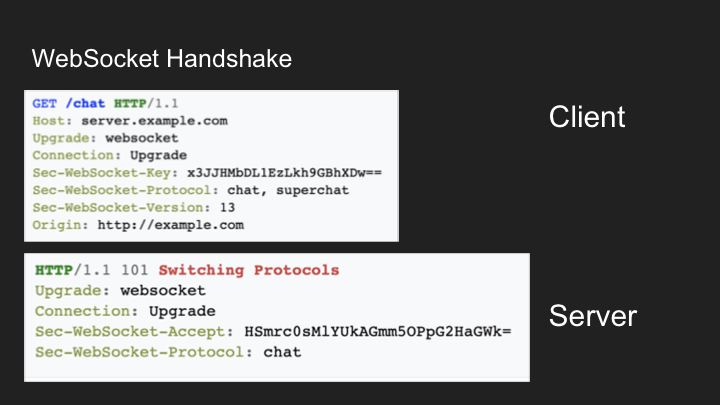 WebSocket Handshake
GET /chat HTTP/1.1
Host: server.example.com
Upgrade: websocket
Connection: Upgrade
Sec-WebSocket-Key: x3JJHMbDL1EzLkh9GBhXDw==
Sec-WebSocket-Protocol: chat, superchat
Sec-WebSocket-Version: 13
Origin: http://example.com
Client
HTTP/1.1 101 Switching Protocols
Upgrade: websocket
Connection: Upgrade
Sec-WebSocket-Accept: HSmrc0sMlYUkAGmm5OPpG2HaGWk=
Sec-WebSocket-Protocol: chat
Server